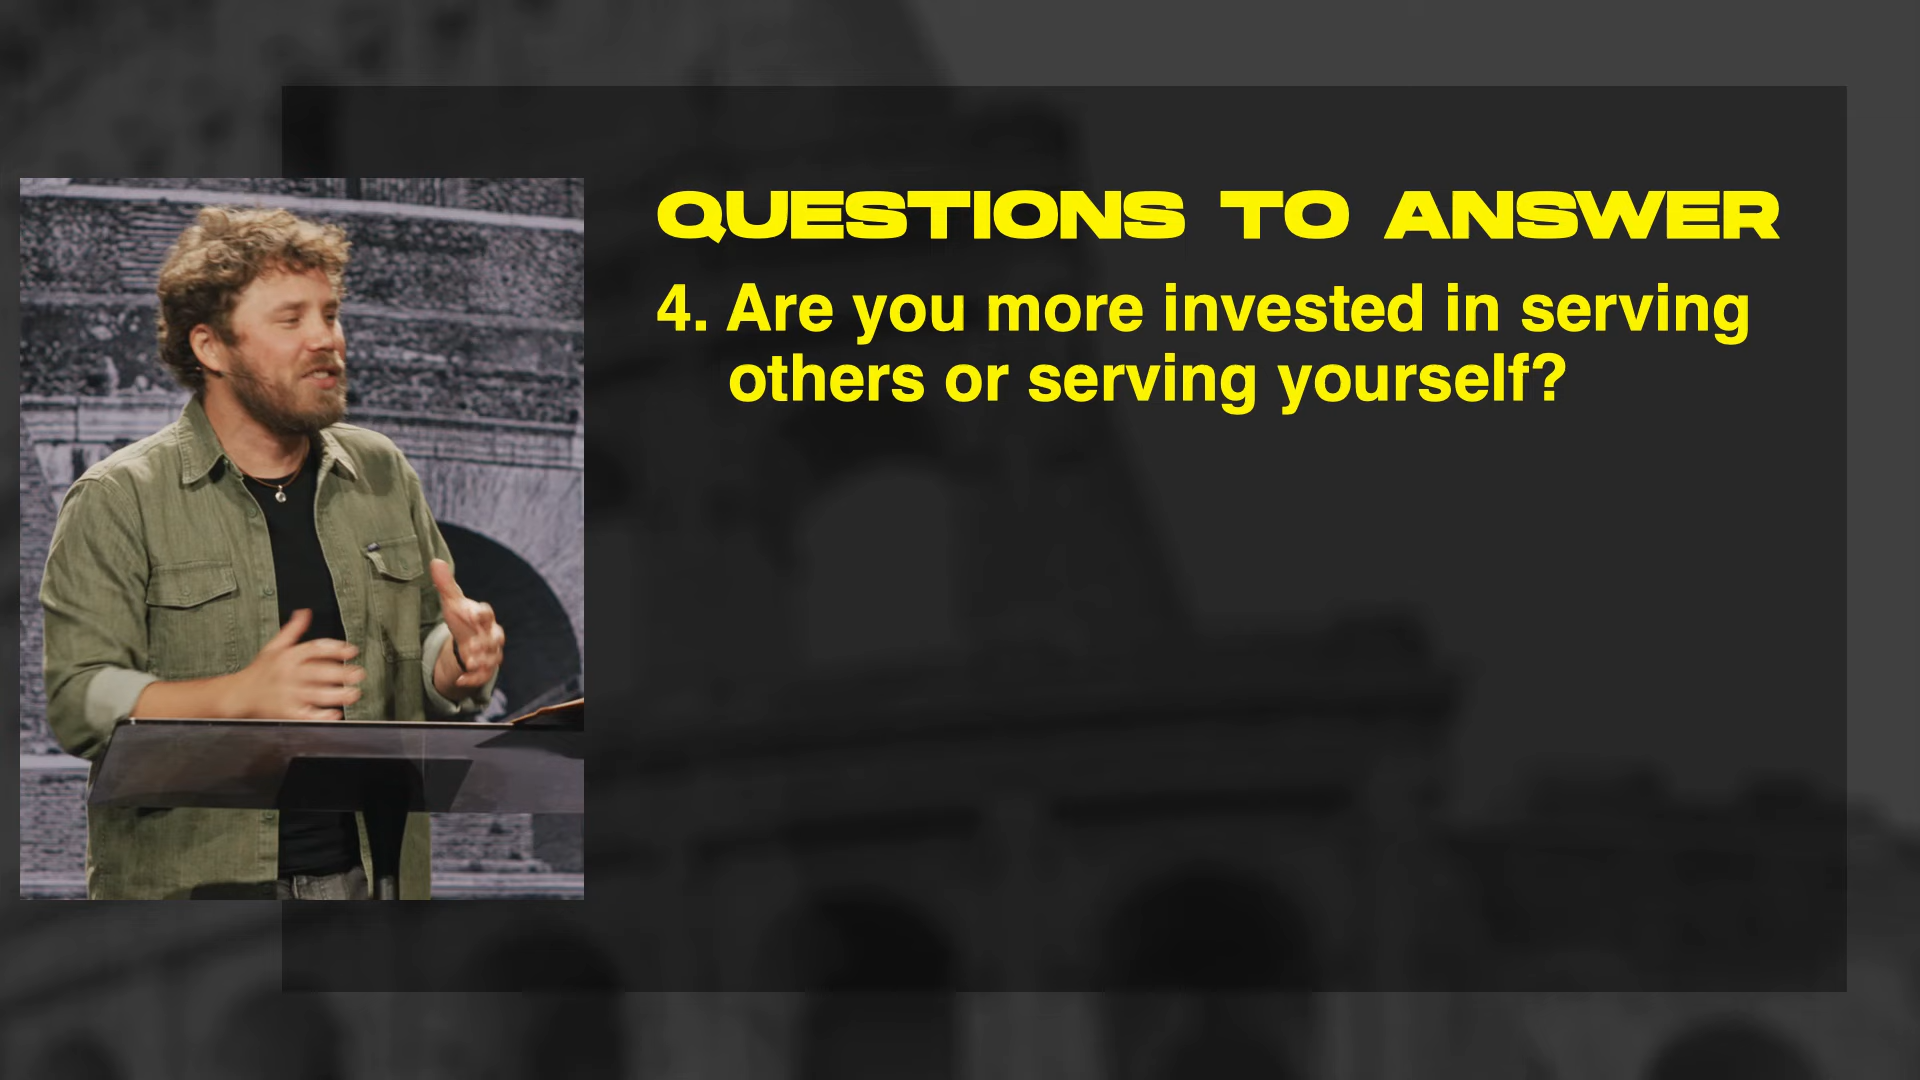 QUESTIONS TO ANSWER
4. Are you more invested in serving
others or serving yourself?